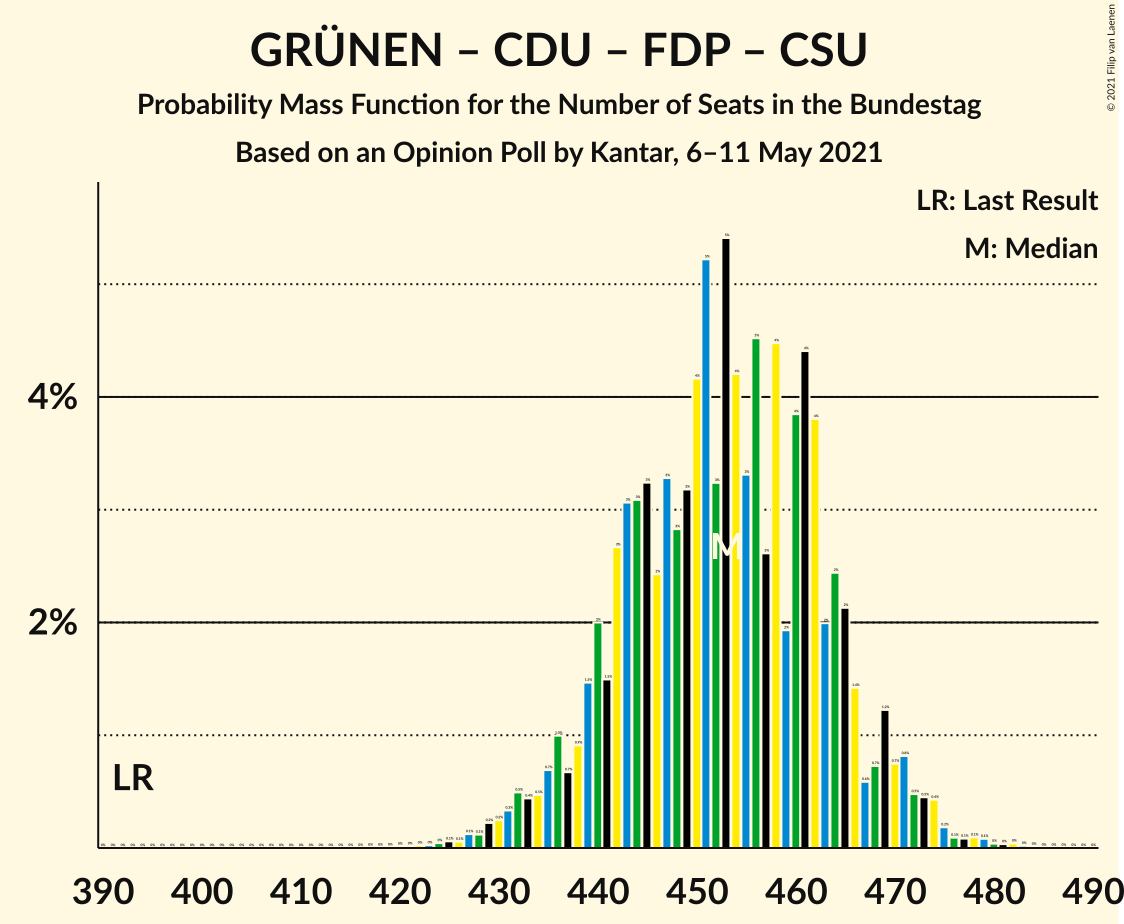 GRÜNEN – CDU – FDP – CSU
Probability Mass Function for the Number of Seats in the Bundestag
Based on an Opinion Poll by Kantar, 6–11 May 2021
© 2021 Filip van Laenen
LR: Last Result
M: Median
4%
2%
LR
M
390 400 410 420 430 440 450 460 470 480 490